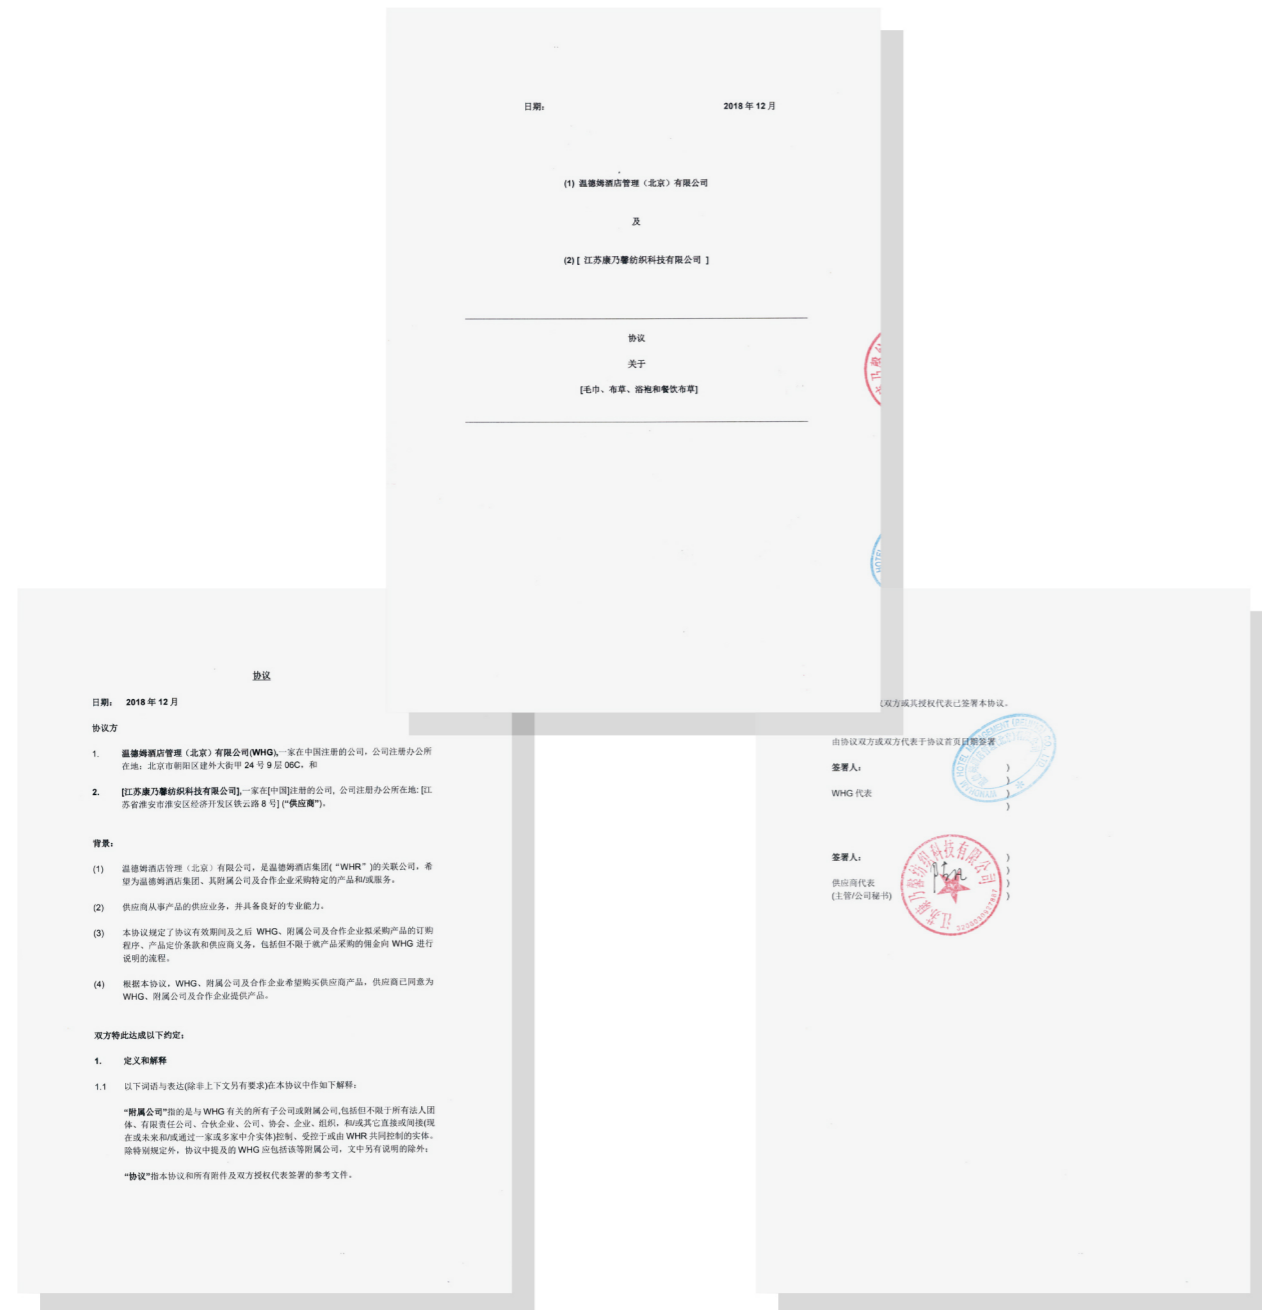 日期： 2018 年 12 月
(1) 温德姆酒店管理（北京）有限公司
及
(2) [ 江苏康乃馨纺织科技有限公司 ]
协议
关于
[毛巾、布草、浴袍和餐饮布草]
协议
日期： 2018 年 12 月
协议方
1. 温德姆酒店管理（北京）有限公司(WHG),一家在中国注册的公司，公司注册办公所
在地：北京市朝阳区建外大街甲 24 号 9 层 06C，和
2. [江苏康乃馨纺织科技有限公司],一家在[中国]注册的公司, 公司注册办公所在地: [江
苏省淮安市淮安区经济开发区铁云路 8 号] (“供应商”)。
背景：
(1) 温德姆酒店管理（北京）有限公司，是温德姆酒店集团( “WHR” )的关联公司，希
望为温德姆酒店集团、其附属公司及合作企业采购特定的产品和/或服务。
(2) 供应商从事产品的供应业务，并具备良好的专业能力。
(3) 本协议规定了协议有效期间及之后 WHG、附属公司及合作企业拟采购产品的订购
程序、产品定价条款和供应商义务，包括但不限于就产品采购的佣金向 WHG 进行
说明的流程。
(4) 根据本协议，WHG、附属公司及合作企业希望购买供应商产品，供应商已同意为
WHG、附属公司及合作企业提供产品。
双方特此达成以下约定：
1. 定义和解释
1.1 以下词语与表达(除非上下文另有要求)在本协议中作如下解释：
“附属公司”指的是与 WHG 有关的所有子公司或附属公司,包括但不限于所有法人团
体、有限责任公司、合伙企业、公司、协会、企业、组织，和/或其它直接或间接(现
在或未来和/或通过一家或多家中介实体)控制、受控于或由 WHR 共同控制的实体。
除特别规定外，协议中提及的 WHG 应包括该等附属公司，文中另有说明的除外；
“协议”指本协议和所有附件及双方授权代表签署的参考文件。
双方或其授权代表已签署本协议。
由协议双方或双方代表于协议首页日期签署
签署人： )
)
WHG 代表 )
)
签署人： )
)
供应商代表 )
(主管/公司秘书) )
江苏康乃馨纺织科技有限公司